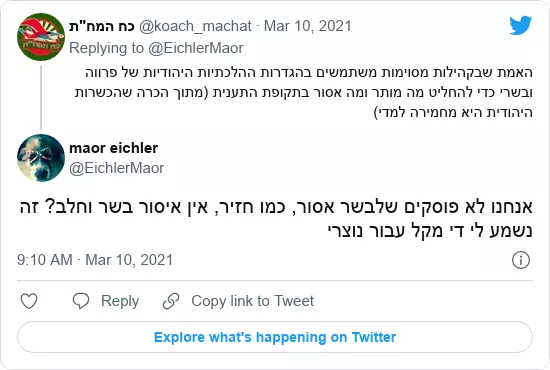 כח המח"ת @koach_machat · Mar 10, 2021
Replying to @EichlerMaor
האמת שבקהילות מסוימות משתמשים בהגדרות ההלכתיות היהודיות של פרווה
ובשרי כדי להחליט מה מותר ומה אסור בתקופת התענית (מתוך הכרה שהכשרות
היהודית היא מחמירה למדי)
maor eichler
@EichlerMaor
אנחנו לא פוסקים שלבשר אסור, כמו חזיר, אין איסור בשר וחלב? זה
נשמע לי די מקל עבור נוצרי
9:10 AM · Mar 10, 2021
Reply
Copy link to Tweet
Explore what's happening on Twitter